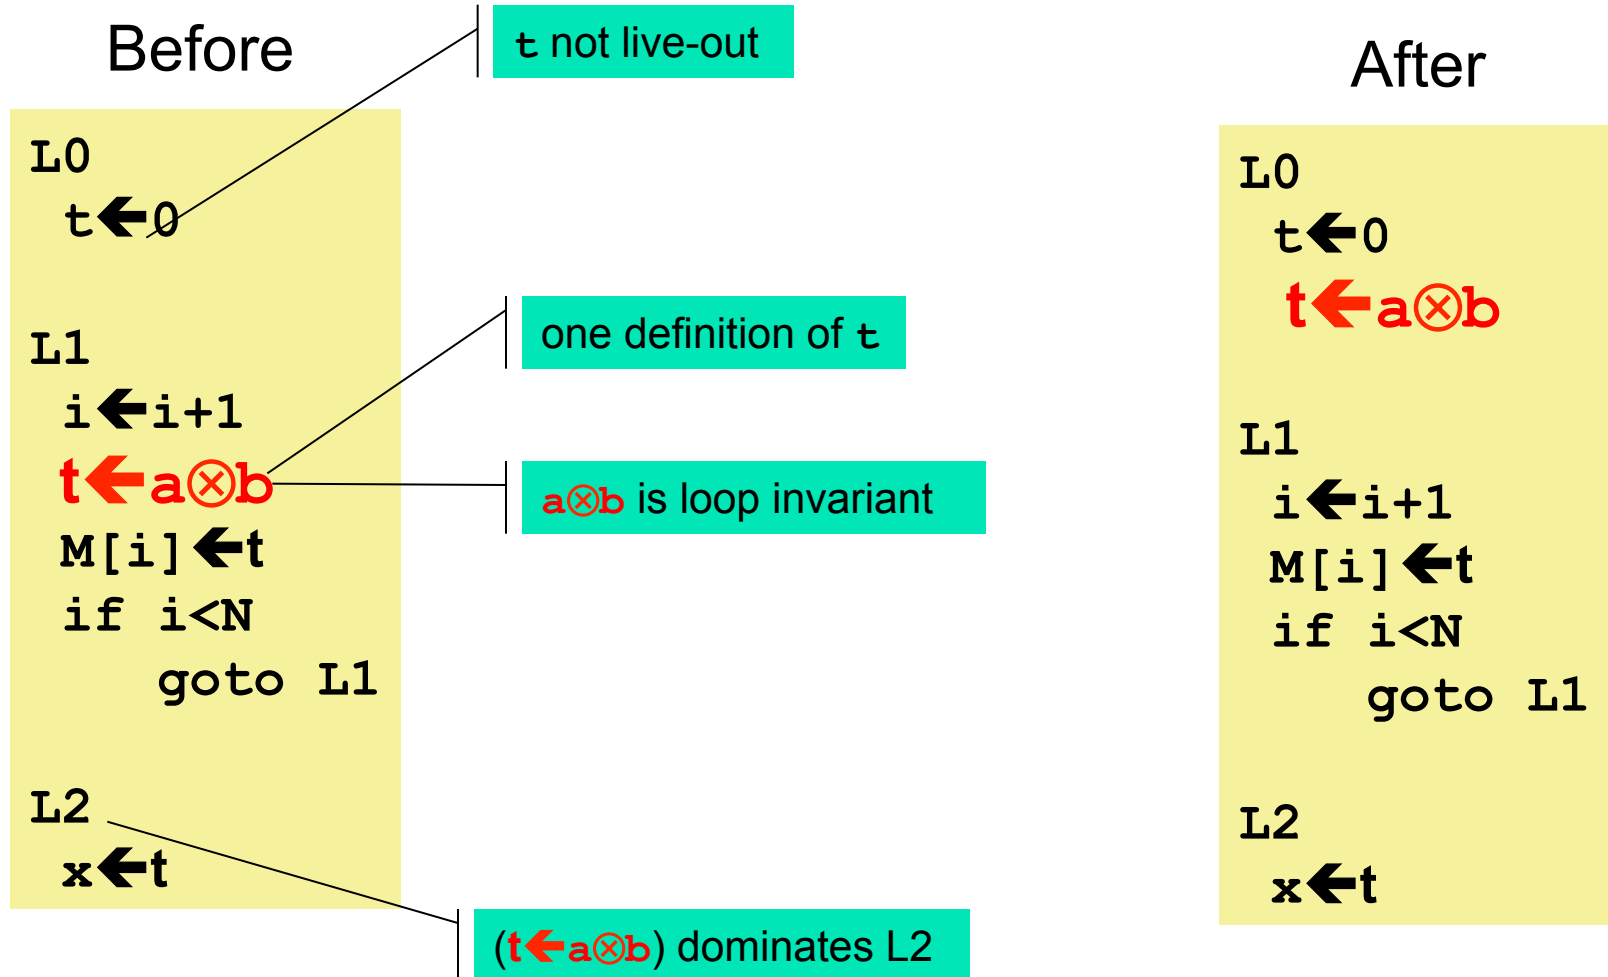 Before
L0
t🡸0
L1
i🡸i+1
t🡸a⊗b
M[i]🡸t
if i<N
goto L1
L2
x🡸t
t not live-out
one definition of t
a⊗b is loop invariant
(t🡸a⊗b) dominates L2
After
L0
t🡸0
t🡸a⊗b
L1
i🡸i+1
M[i]🡸t
if i<N
goto L1
L2
x🡸t